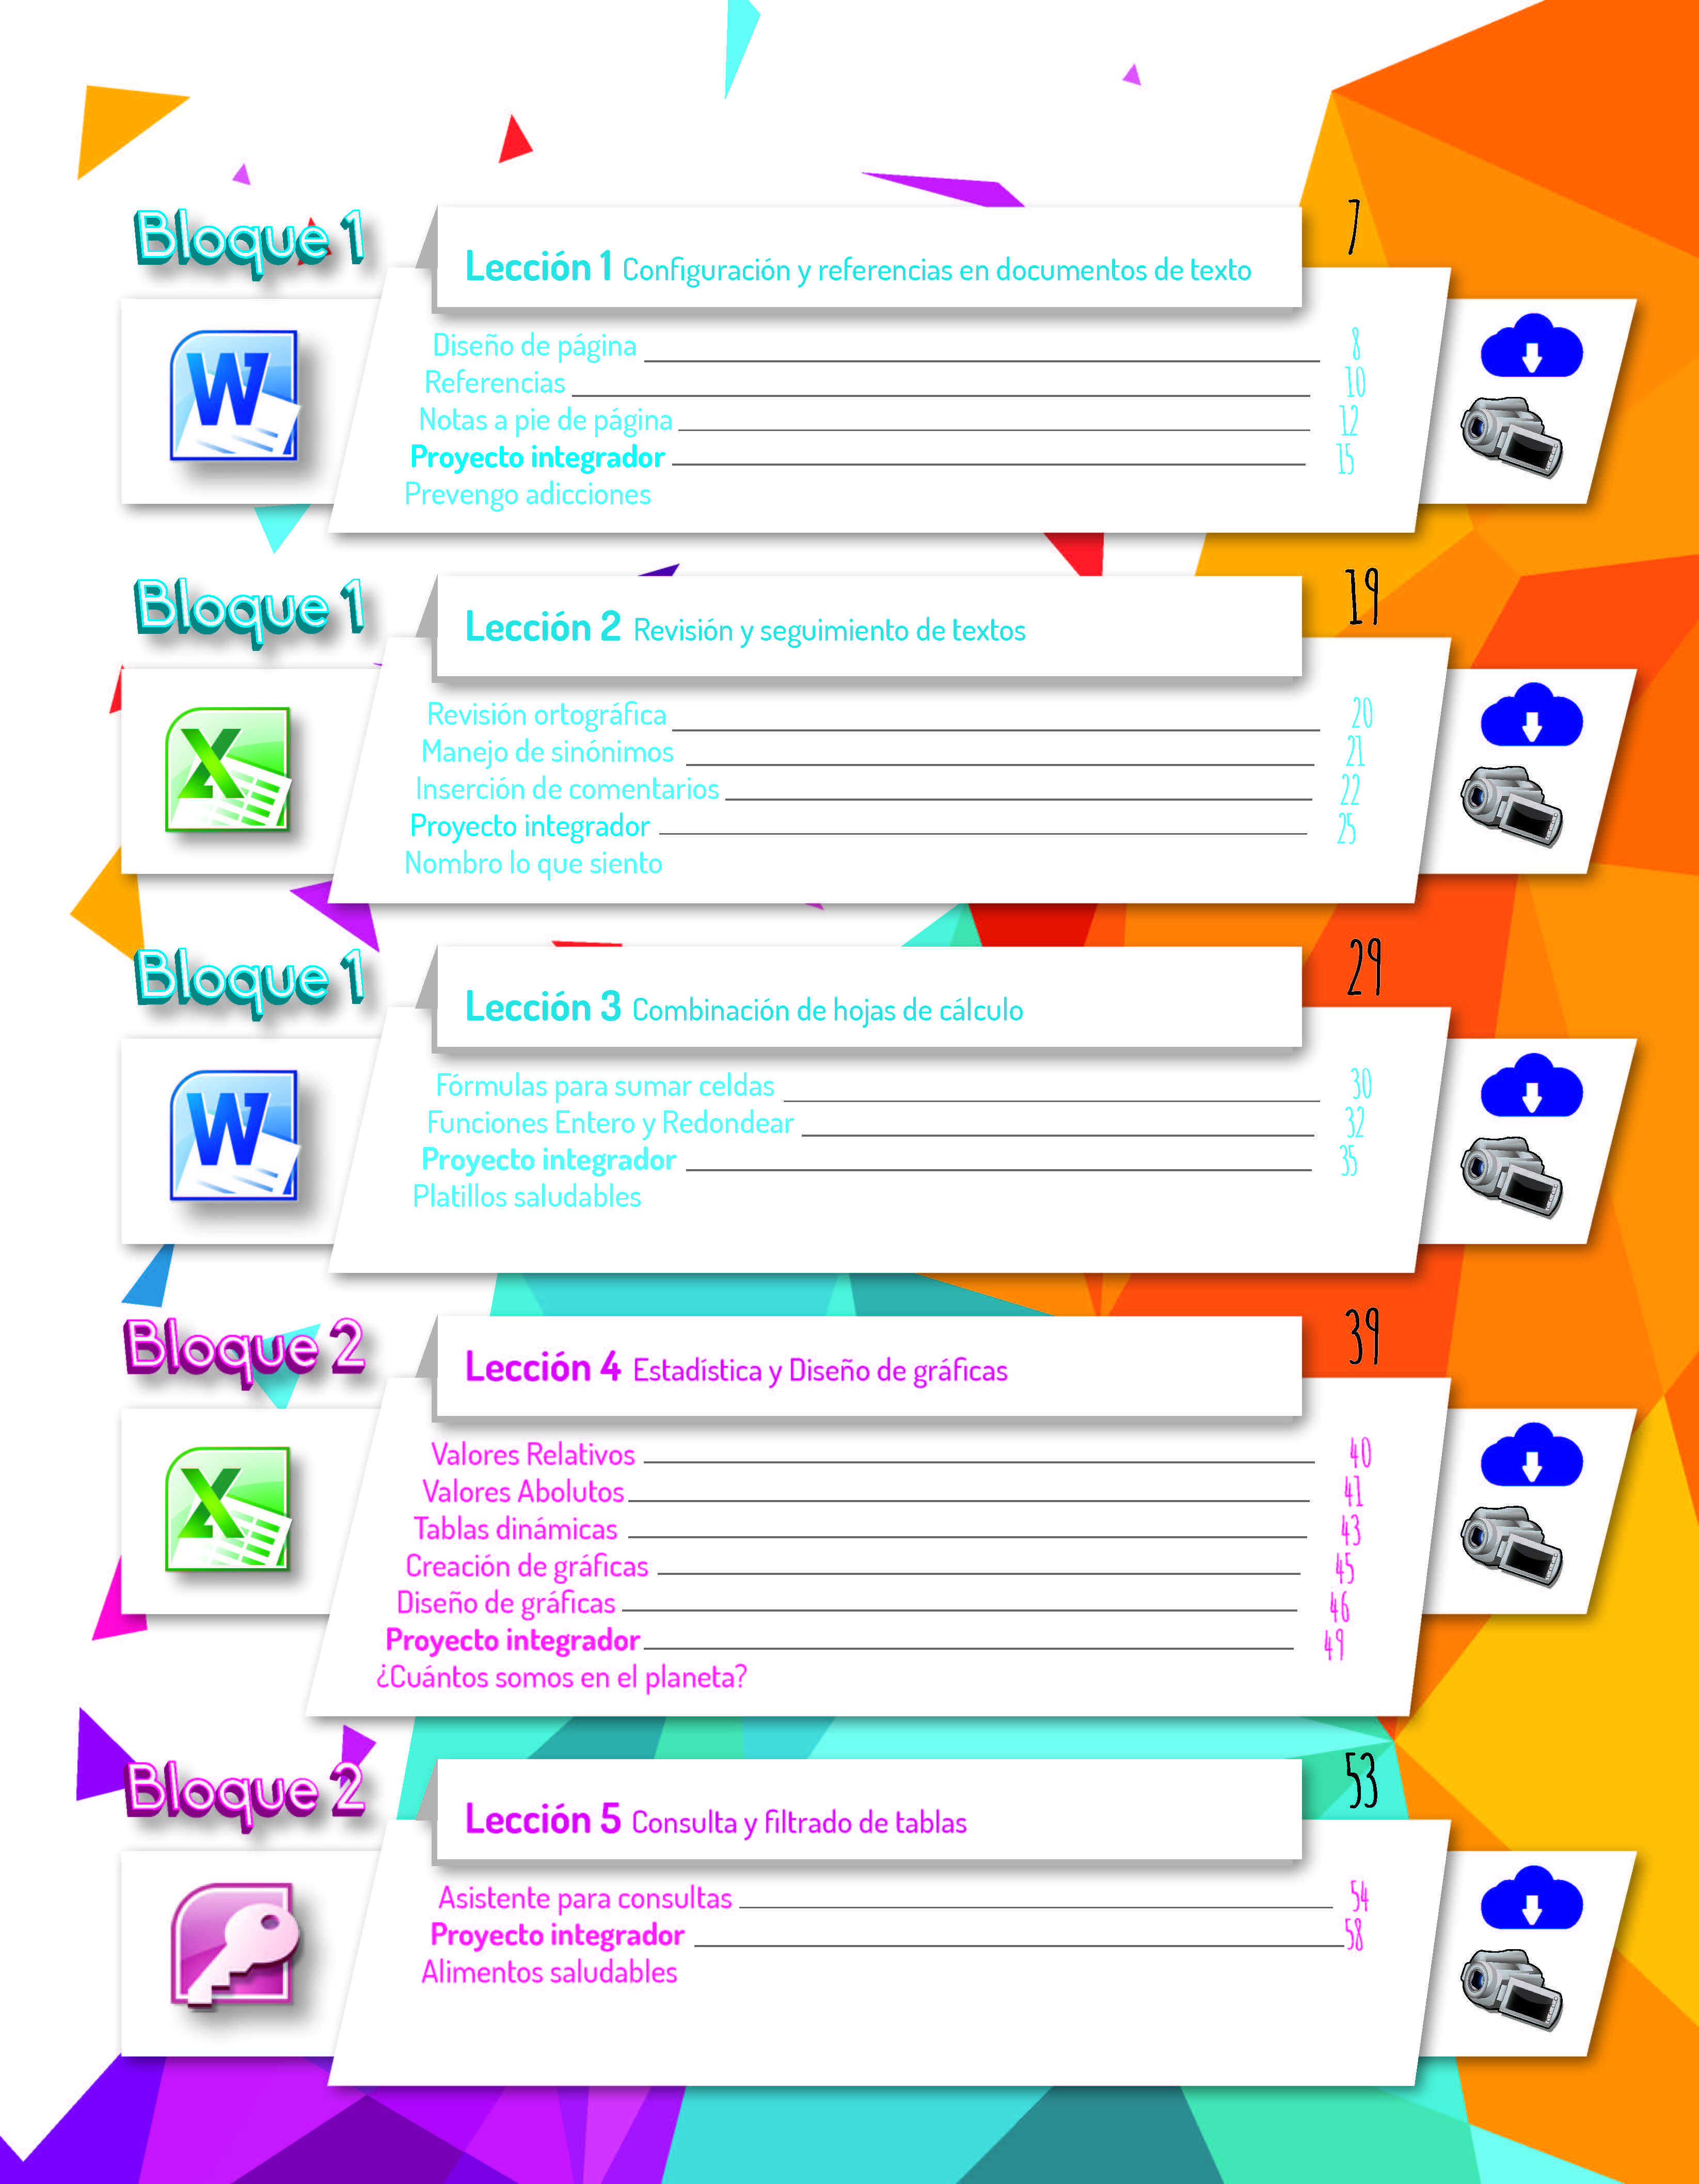 Bloque 1
Lección 1 Configuración y referencias en documentos de texto 7
Diseño de página 8
Referencias 10
Notas a pie de página 12
Proyecto integrador 15
Prevengo adicciones
Bloque 1
Lección 2 Revisión y seguimiento de textos 19
Revisión ortográfica 20
Manejo de sinónimos 21
Inserción de comentarios 22
Proyecto integrador 25
Nombro lo que siento
Bloque 1
Lección 3 Combinación de hojas de cálculo 29
Fórmulas para sumar celdas 30
Funciones Entero y Redondear 32
Proyecto integrador 35
Platillos saludables
Bloque 2
Lección 4 Estadística y Diseño de gráficas 39
Valores Relativos 40
Valores Abolutos 41
Tablas dinámicas 43
Creación de gráficas 45
Diseño de gráficas 46
Proyecto integrador 49
¿Cuántos somos en el planeta?
Bloque 2
Lección 5 Consulta y filtrado de tablas 53
Asistente para consultas 54
Proyecto integrador 58
Alimentos saludables